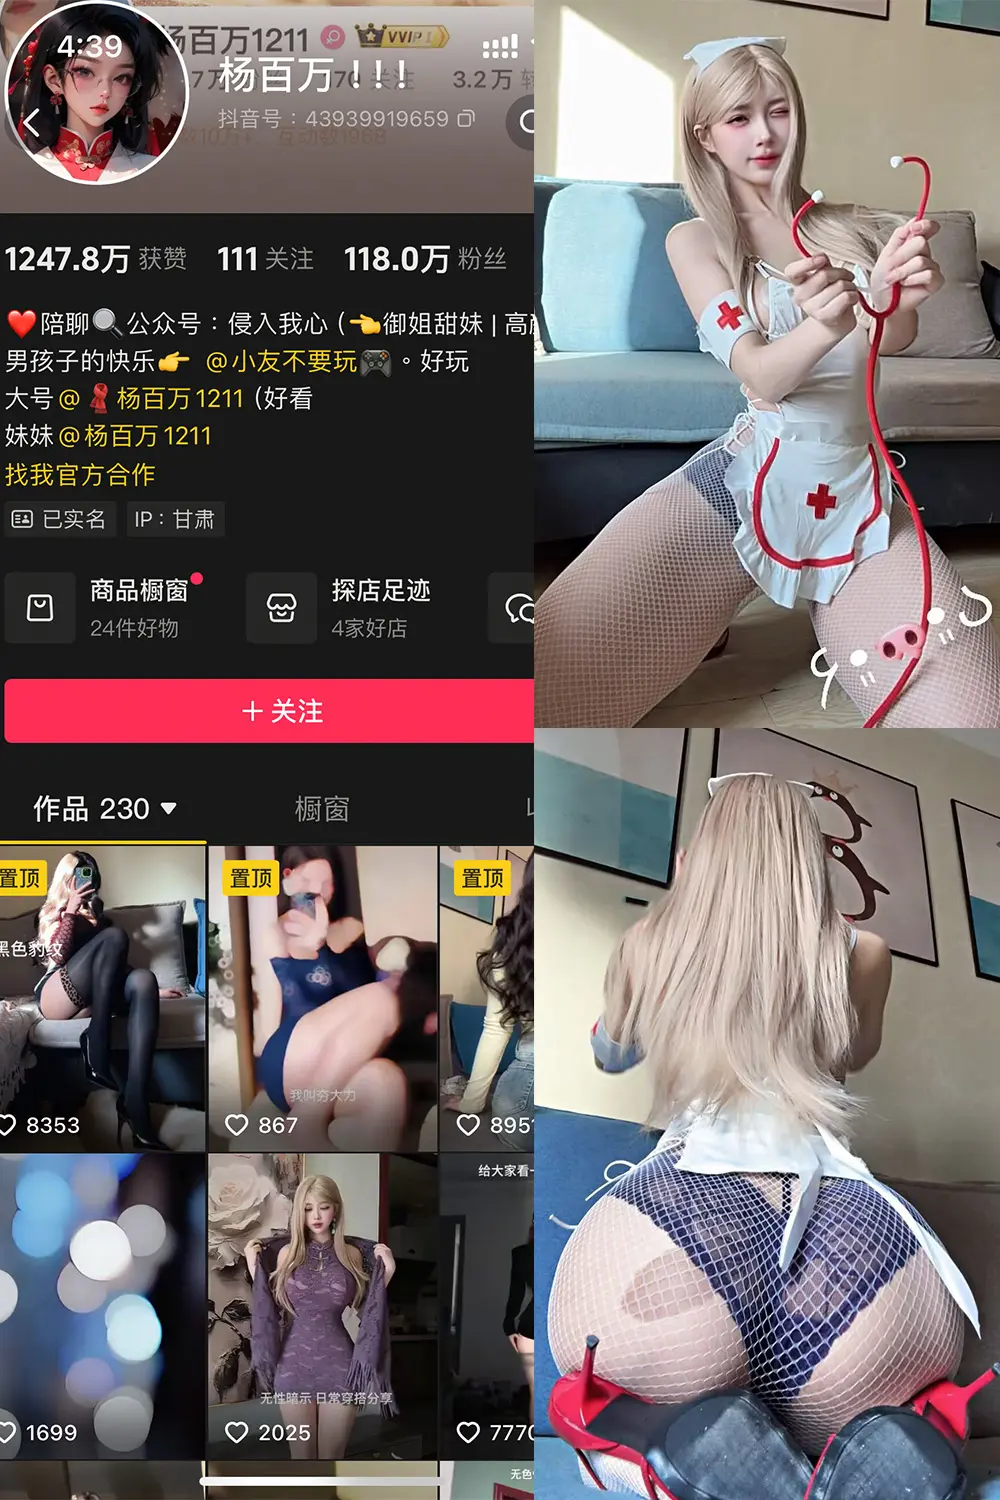 4:39
杨百万1211
VVIP 1
杨百万！！！
关注
3.2万
抖音号：43939919659
1247.8万 获赞 111 关注 118.0万 粉丝
❤️陪聊🔍公众号：侵入我心 (👈御姐甜妹 | 高
男孩子的快乐👉 @小友不要玩🎮。好玩
大号@🧣杨百万1211 (好看
妹妹@杨百万1211
找我官方合作
已实名 IP：甘肃
商品橱窗 探店足迹
24件好物 4家好店
+ 关注
作品 230 橱窗
置顶 置顶 置顶
黑色豹纹
我叫夯大力
8353 867 895
给大家看一
无性暗示 日常穿搭分享
1699 2025 7770
无色